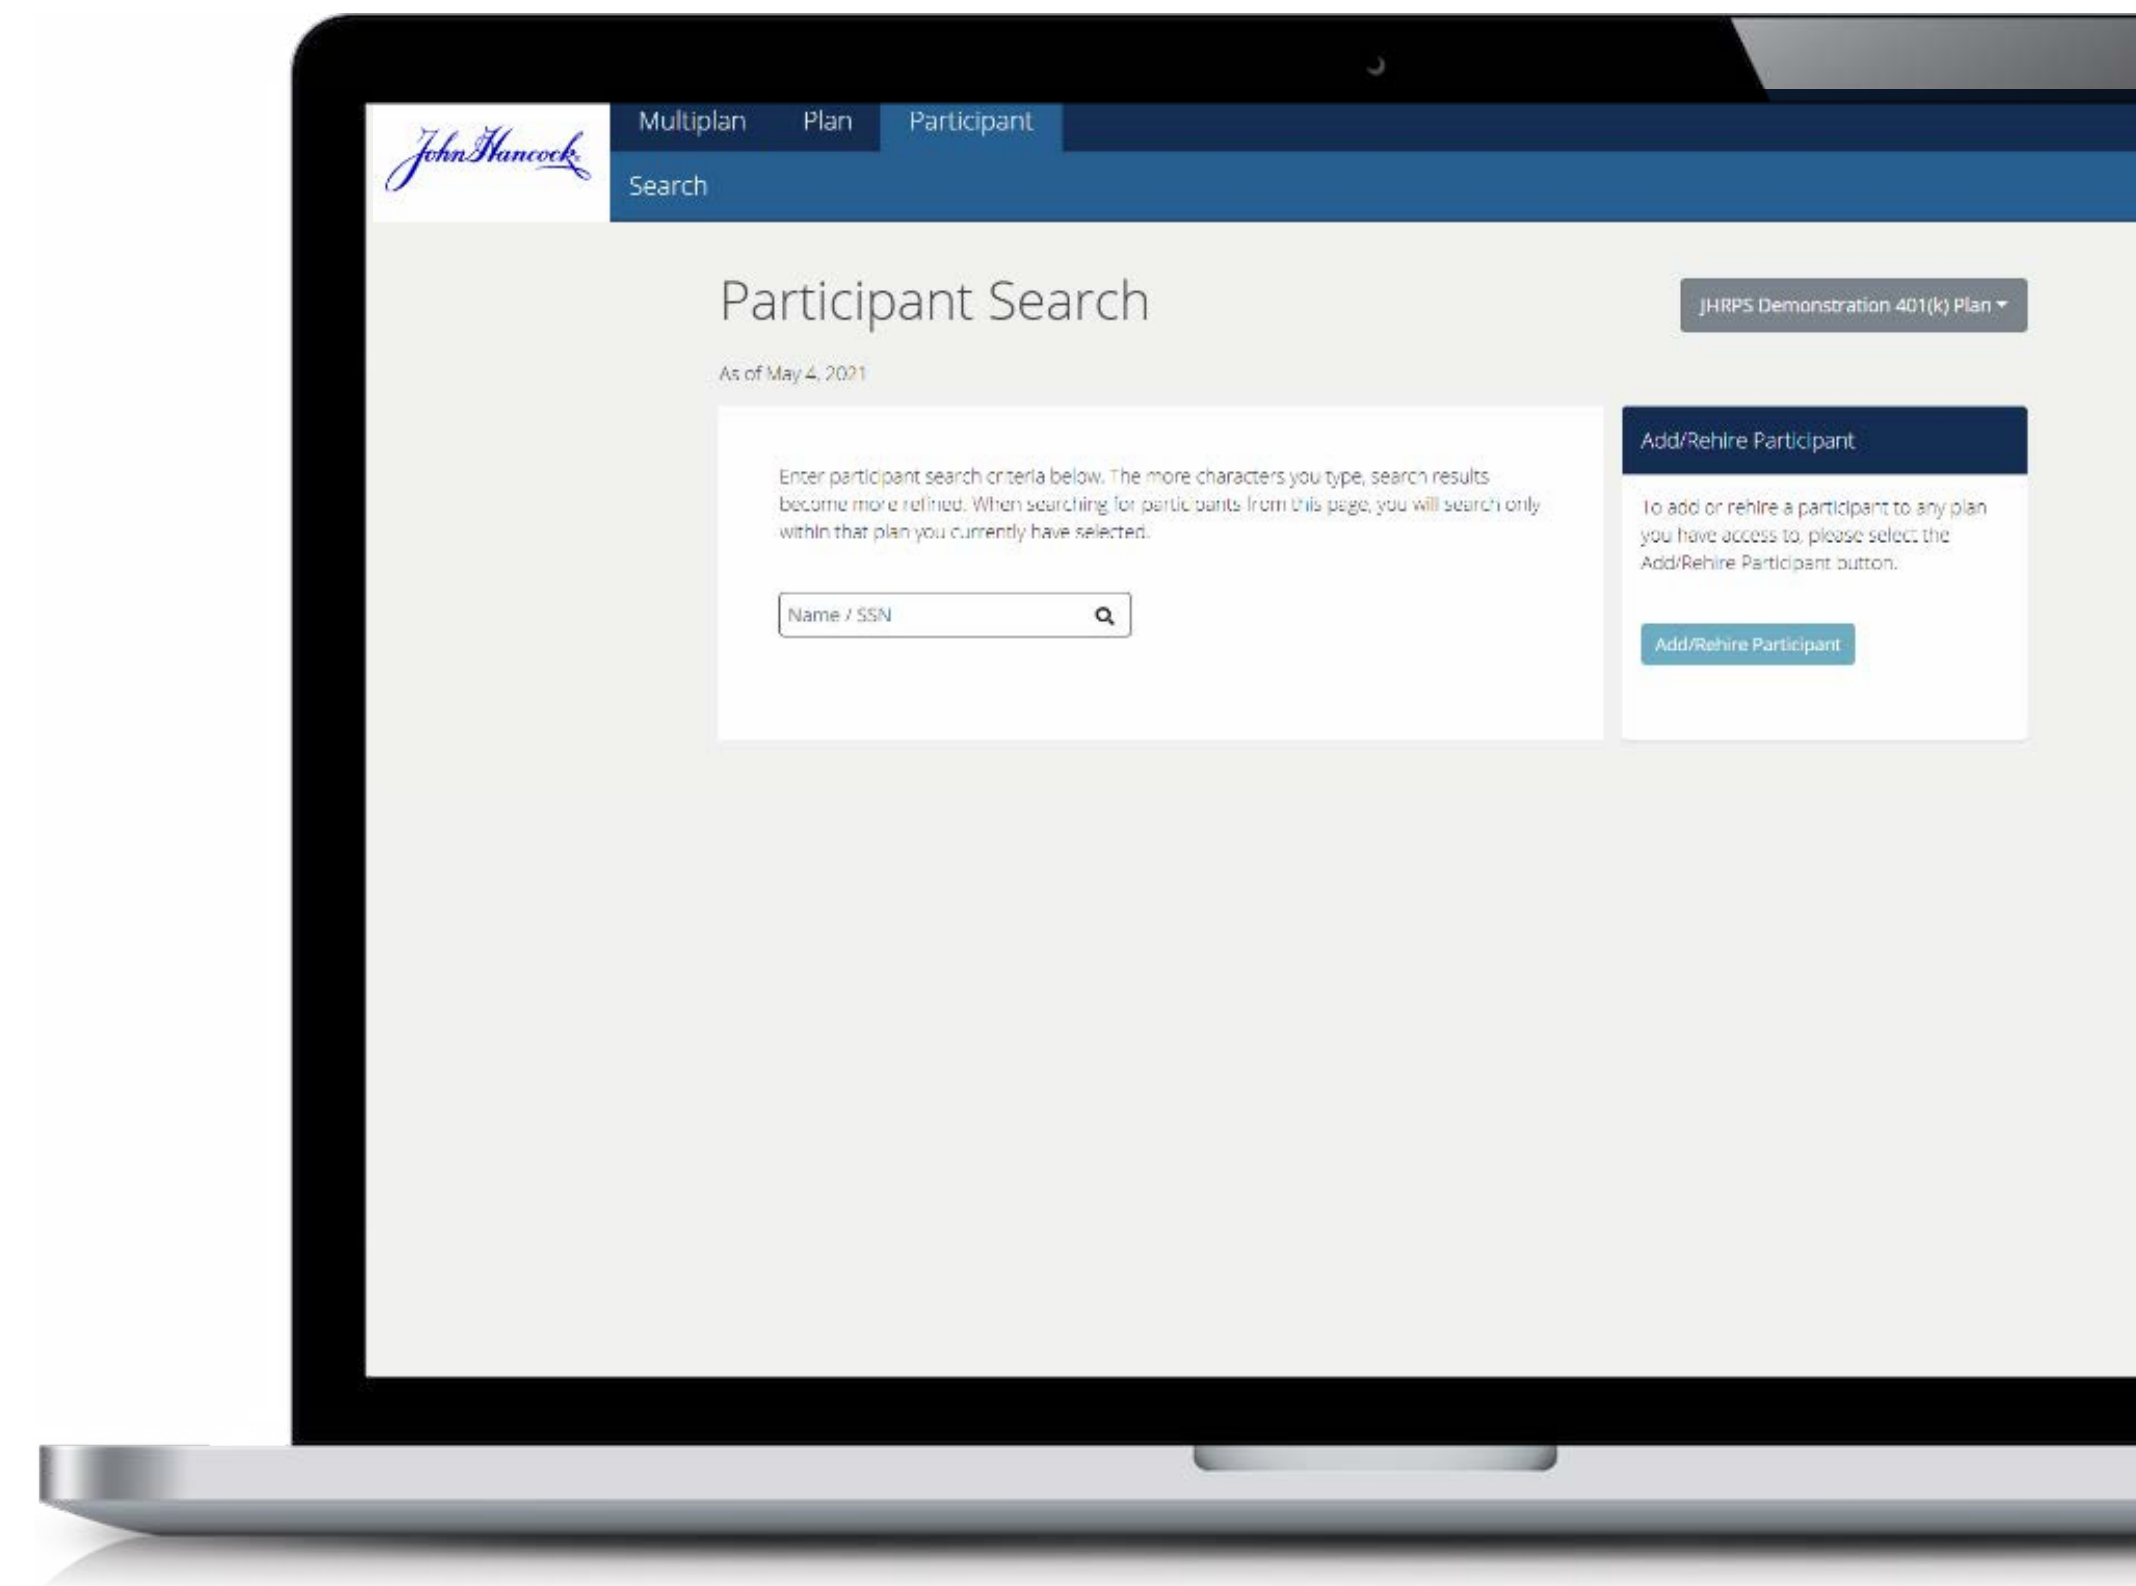 John Hancock
Multiplan Plan Participant
Search
Participant Search
JHRPS Demonstration 401(k) Plan
As of May 4, 2021
Enter participant search criteria below. The more characters you type, search results
become more refined. When searching for participants from this page, you will search only
within that plan you currently have selected.
Name / SSN
Add/Rehire Participant
To add or rehire a participant to any plan
you have access to, please select the
Add/Rehire Participant button.
Add/Rehire Participant